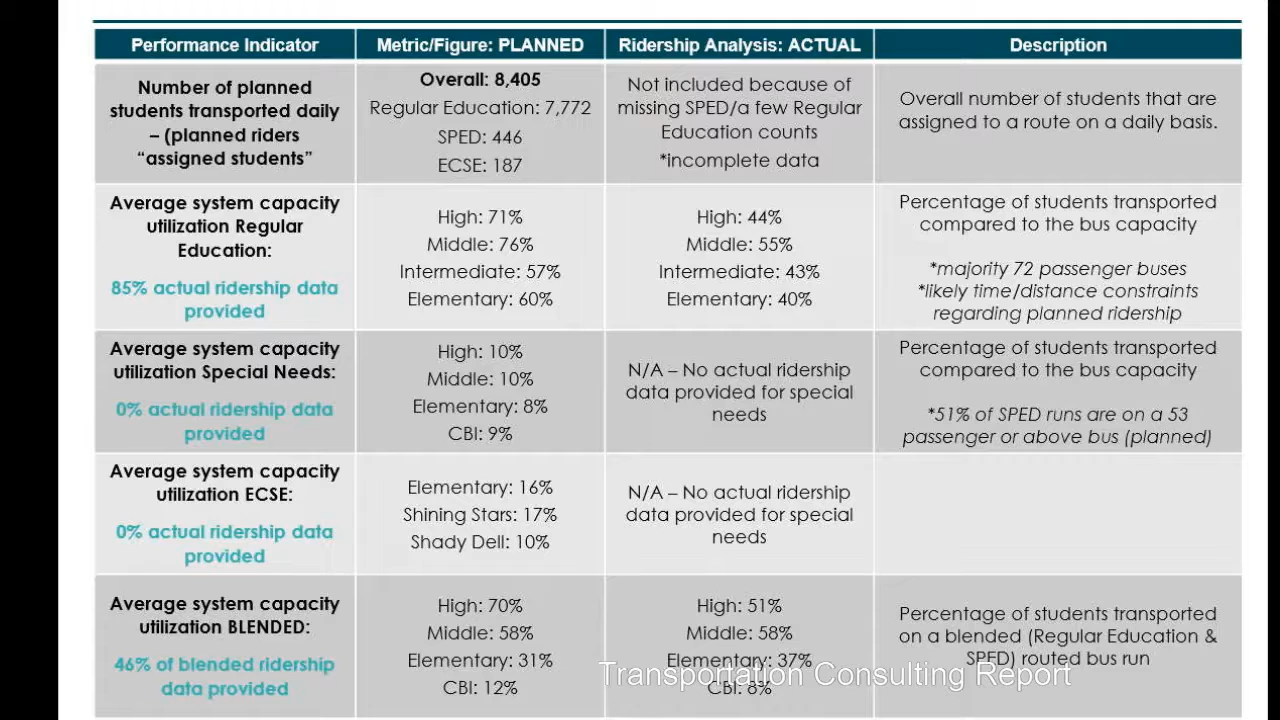 Performance Indicator
Metric/Figure: PLANNED
Ridership Analysis: ACTUAL
Description
Number of planned
students transported daily
– (planned riders
“assigned students”
Overall: 8,405
Regular Education: 7,772
SPED: 446
ECSE: 187
Not included because of
missing SPED/a few Regular
Education counts
*incomplete data
Overall number of students that are
assigned to a route on a daily basis.
Average system capacity
utilization Regular
Education:
85% actual ridership data
provided
High: 71%
Middle: 76%
Intermediate: 57%
Elementary: 60%
High: 44%
Middle: 55%
Intermediate: 43%
Elementary: 40%
Percentage of students transported
compared to the bus capacity
*majority 72 passenger buses
*likely time/distance constraints
regarding planned ridership
Average system capacity
utilization Special Needs:
0% actual ridership data
provided
High: 10%
Middle: 10%
Elementary: 8%
CBI: 9%
N/A – No actual ridership
data provided for special
needs
Percentage of students transported
compared to the bus capacity
*51% of SPED runs are on a 53
passenger or above bus (planned)
Average system capacity
utilization ECSE:
0% actual ridership data
provided
Elementary: 16%
Shining Stars: 17%
Shady Dell: 10%
N/A – No actual ridership
data provided for special
needs
Average system capacity
utilization BLENDED:
46% of blended ridership
data provided
High: 70%
Middle: 58%
Elementary: 31%
CBI: 12%
High: 51%
Middle: 58%
Elementary: 37%
CBI: 8%
Percentage of students transported
on a blended (Regular Education &
SPED) routed bus run
Transportation Consulting Report